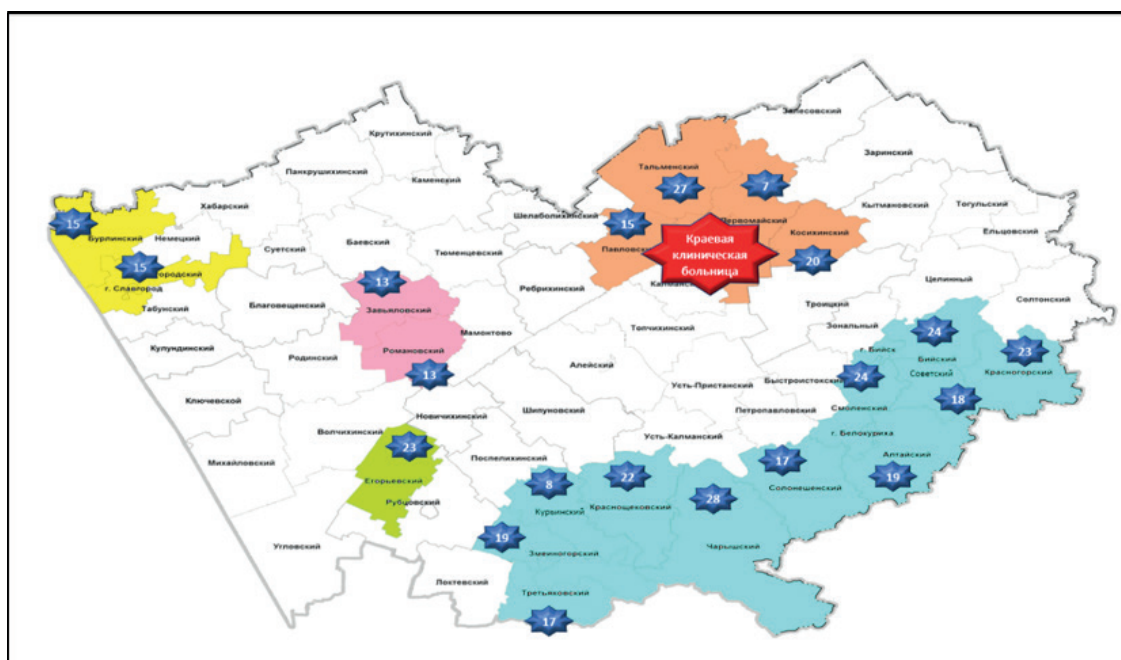 Залесовский
Крутихинский
Заринский
Панкрушихинский
Каменский
Тальменский
27
7
Хабарский
Кытмановский
Тогульский
Шелаболихинский
15
Первомайский
Косихинский
Ельцовский
15
Бурлинский
Немецкий
Суетский
Баевский
Тюменцевский
Павловск
Краевая
клиническая
больница
20
15
г. Славгород
Табунский
13
Ребрихинский
Калман
Целинный
Благовещенский
Завьяловский
Троицкий
Солтонский
Мамонтово
Топчихинский
Зональный
24
Кулундинский
Романовский
г. Бийск
Бийский
23
Родинский
13
Алейский
Советский
Красногорский
Усть-Пристанский
Быстроистокский
24
Ключевской
18
Новичихинский
Шипуновский
Петропавловский
Смоленский
Волчихинский
23
Усть-Калманский
г. Белокуриха
Михайловский
Поспелихинский
17
Алтайский
Егорьевский
8
22
Солонешенский
19
Рубцовский
Курьинский
Краснощековский
28
19
Угловский
Змеиногорский
Чарышский
Локтевский
Третьяковский
17